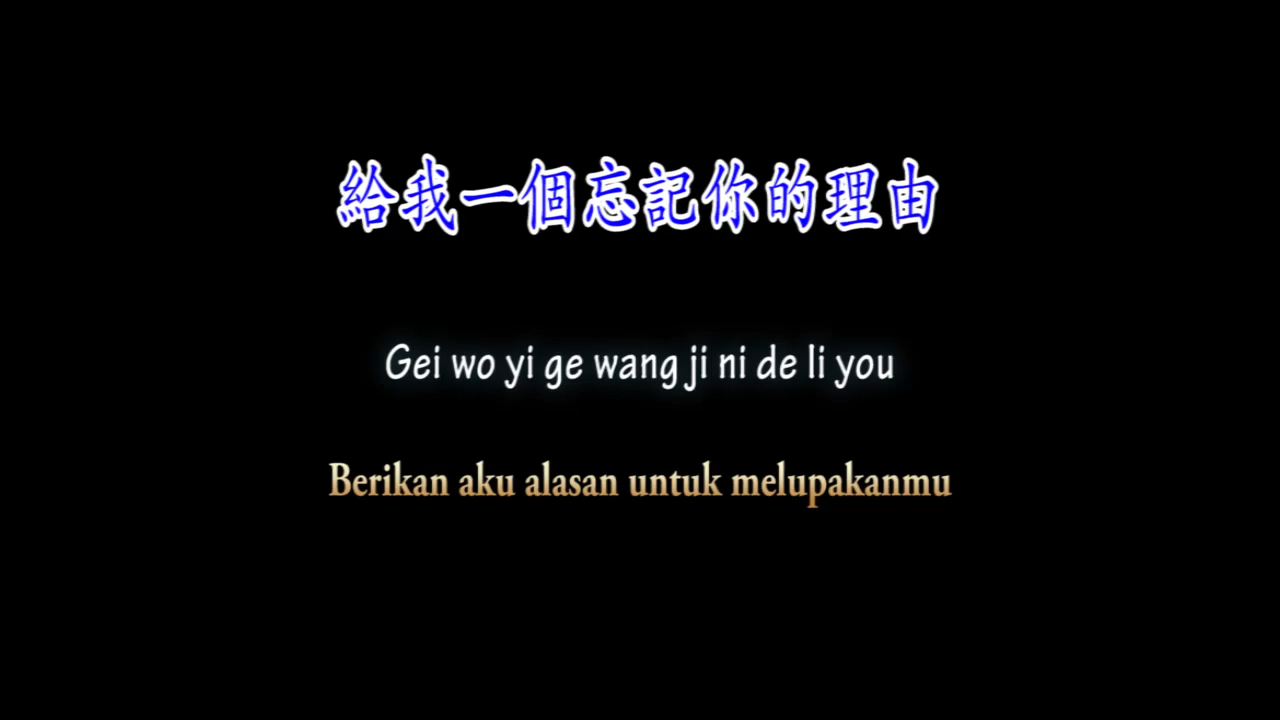 給我一個忘記你的理由
Gei wo yi ge wang ji ni de li you
Berikan aku alasan untuk melupakanmu